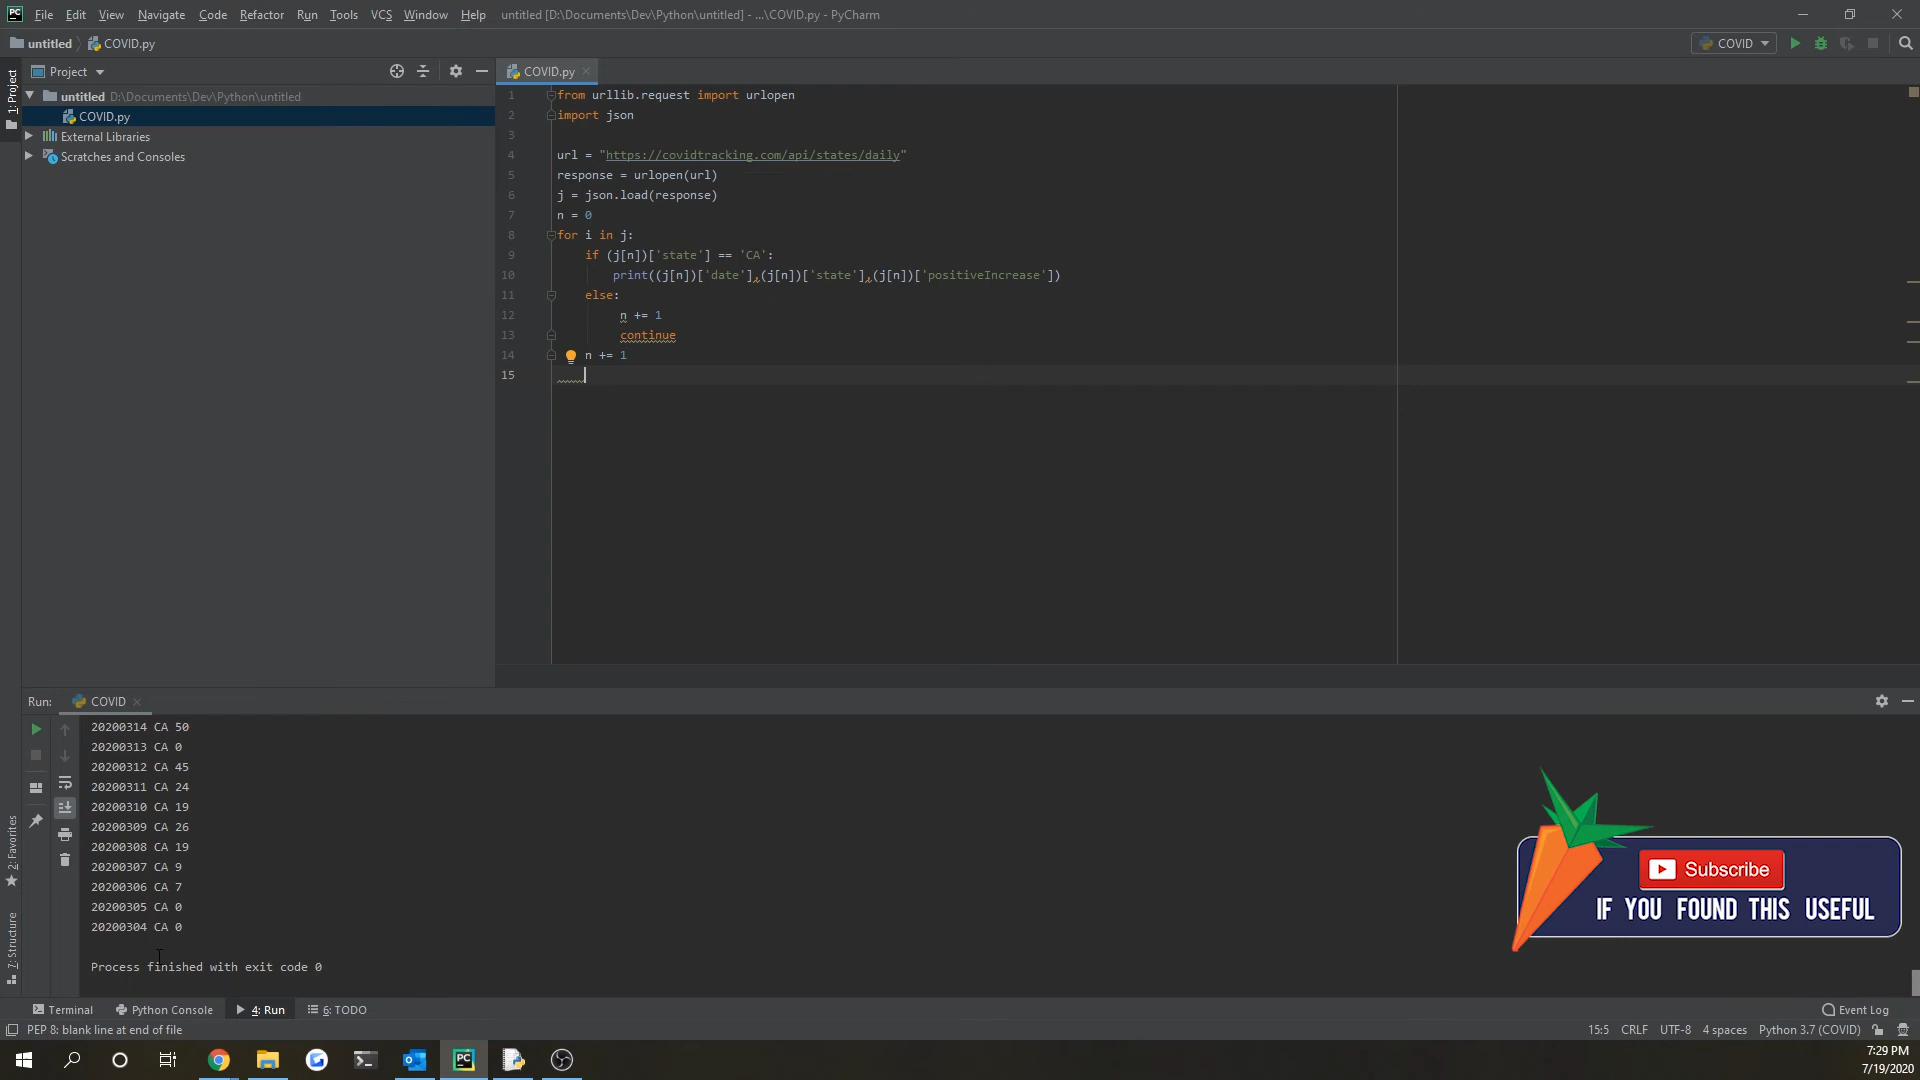 File Edit View Navigate Code Refactor Run Tools VCS Window Help untitled [D:\Documents\Dev\Python\untitled] - ...\COVID.py - PyCharm
untitled COVID.py
COVID
1: Project
Project
COVID.py
untitled D:\Documents\Dev\Python\untitled
COVID.py
External Libraries
Scratches and Consoles
1 from urllib.request import urlopen
2 import json
3
4 url = "https://covidtracking.com/api/states/daily"
5 response = urlopen(url)
6 j = json.load(response)
7 n = 0
8 for i in j:
9 if (j[n])['state'] == 'CA':
10 print((j[n])['date'],(j[n])['state'],(j[n])['positiveIncrease'])
11 else:
12 n += 1
13 continue
14 n += 1
15
Run: COVID
20200314 CA 50
20200313 CA 0
20200312 CA 45
20200311 CA 24
20200310 CA 19
20200309 CA 26
20200308 CA 19
20200307 CA 9
20200306 CA 7
20200305 CA 0
20200304 CA 0
Process finished with exit code 0
2: Favorites
7: Structure
Subscribe
IF YOU FOUND THIS USEFUL
Terminal Python Console 4: Run 6: TODO Event Log
PEP 8: blank line at end of file 15:5 CRLF UTF-8 4 spaces Python 3.7 (COVID)
PC
7:29 PM
7/19/2020